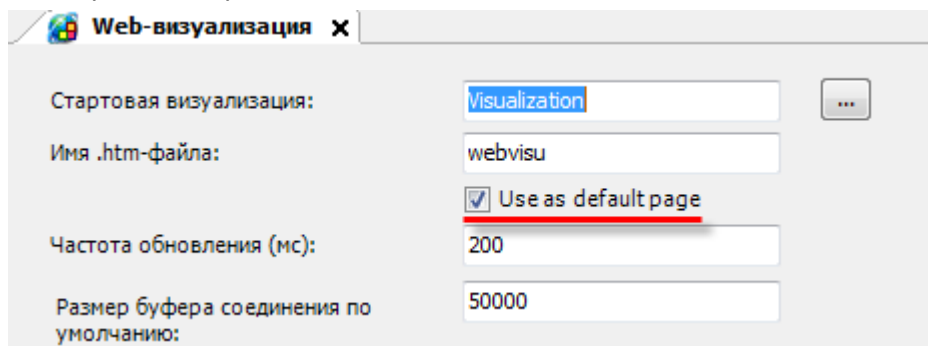 Web-визуализация
Стартовая визуализация: Visualization ...
Имя .htm-файла: webvisu
Use as default page
Частота обновления (мс): 200
Размер буфера соединения по 50000
умолчанию: